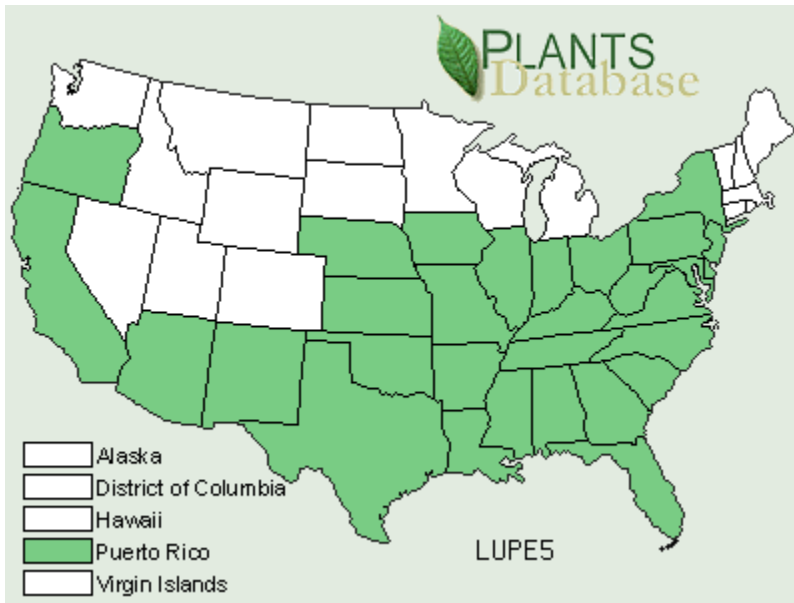 PLANTS
Database
Alaska
District of Columbia
Hawaii
Puerto Rico
Virgin Islands
LUPE5